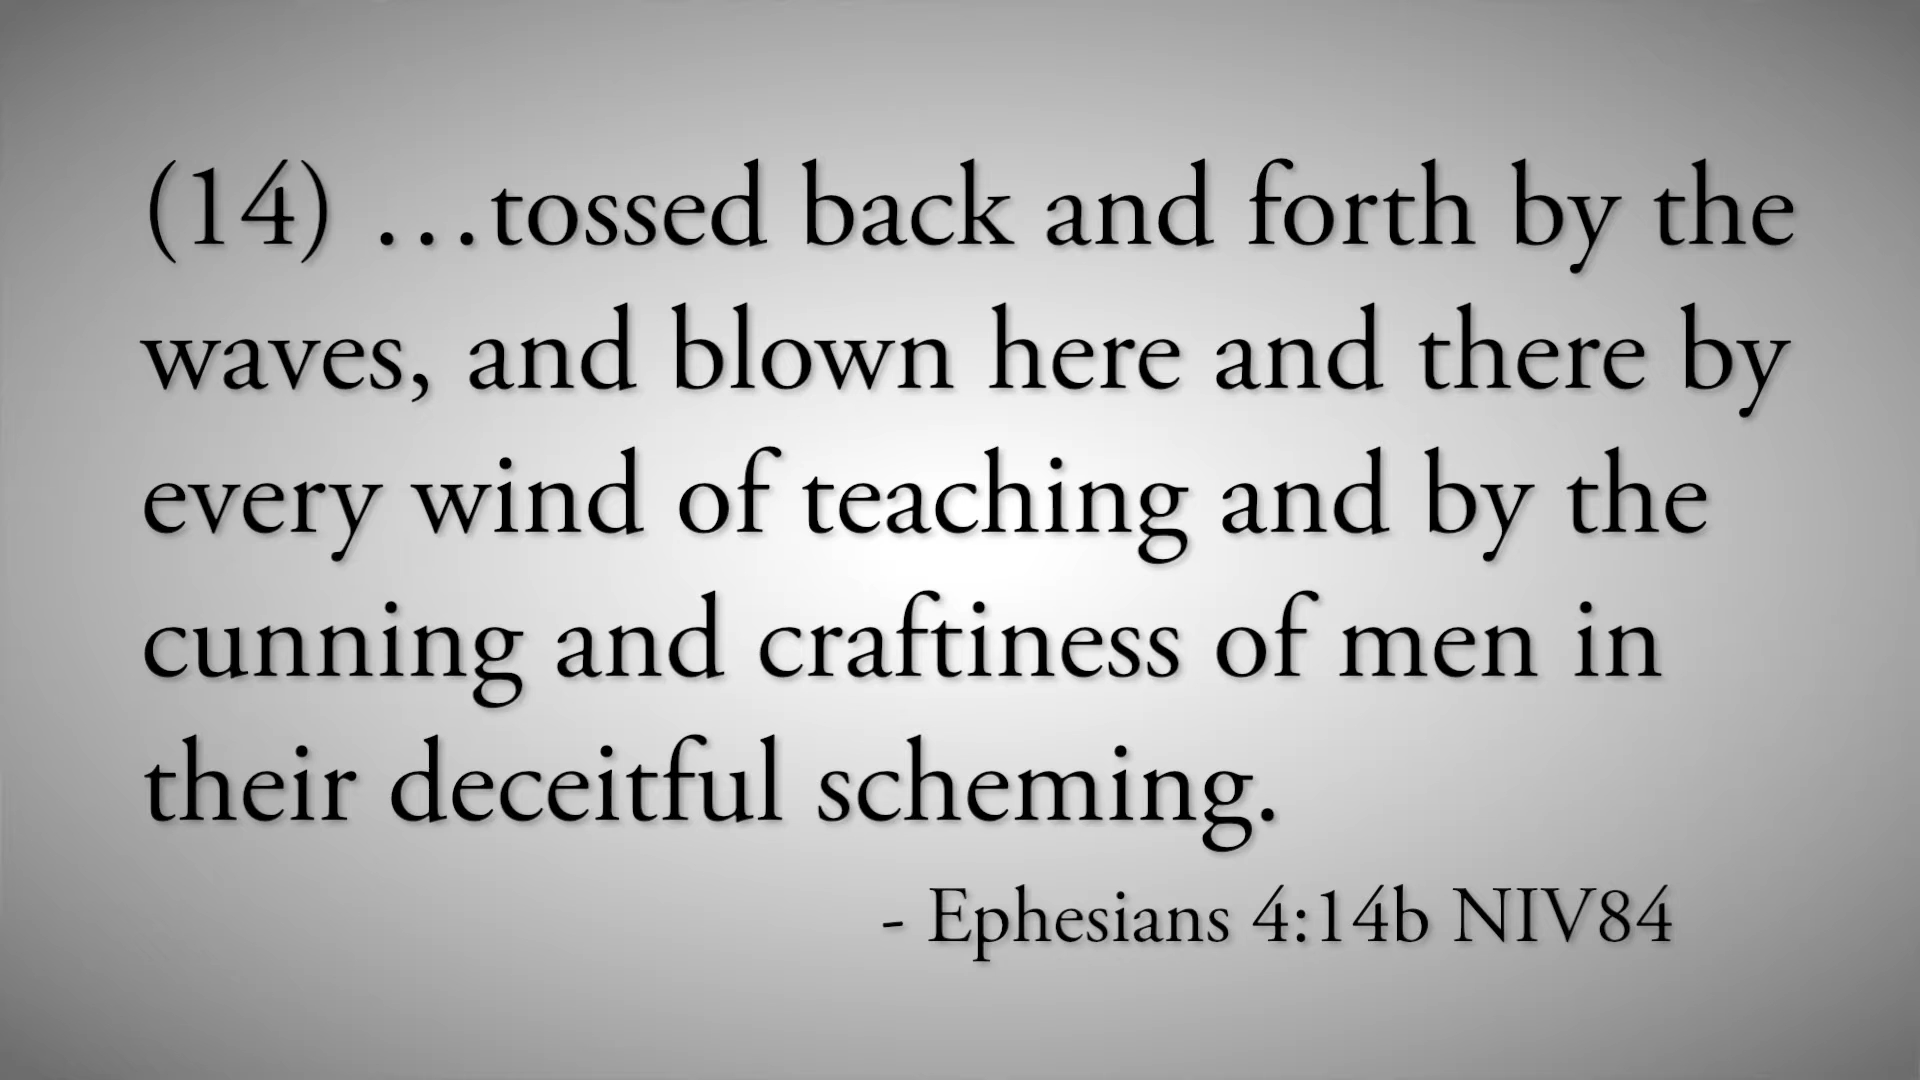 (14) …tossed back and forth by the
waves, and blown here and there by
every wind of teaching and by the
cunning and craftiness of men in
their deceitful scheming.
- Ephesians 4:14b NIV84